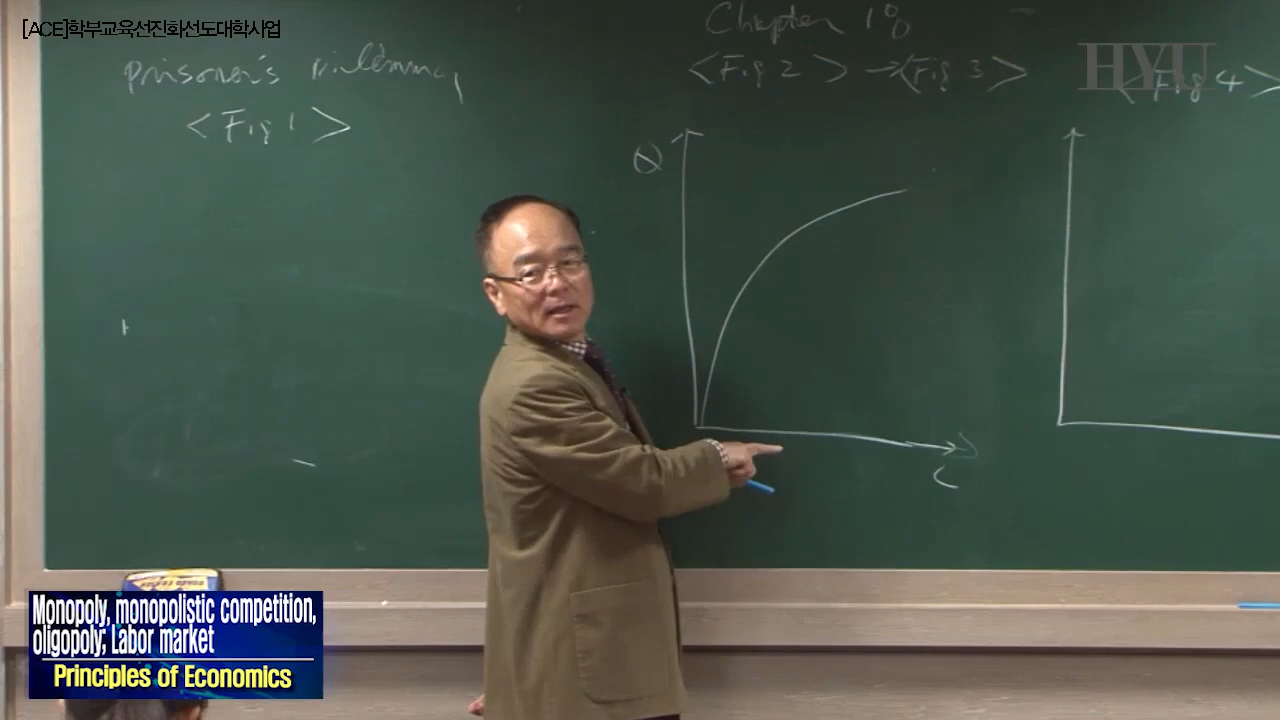 [ACE]학부교육선진화선도대학사업
Prisoner's Dilemma
<Fig 1>
Chapter 18
<Fig 2> → <Fig 3>
HYU
<Fig 4>
Q
L
Monopoly, monopolistic competition,
oligopoly; Labor market
Principles of Economics